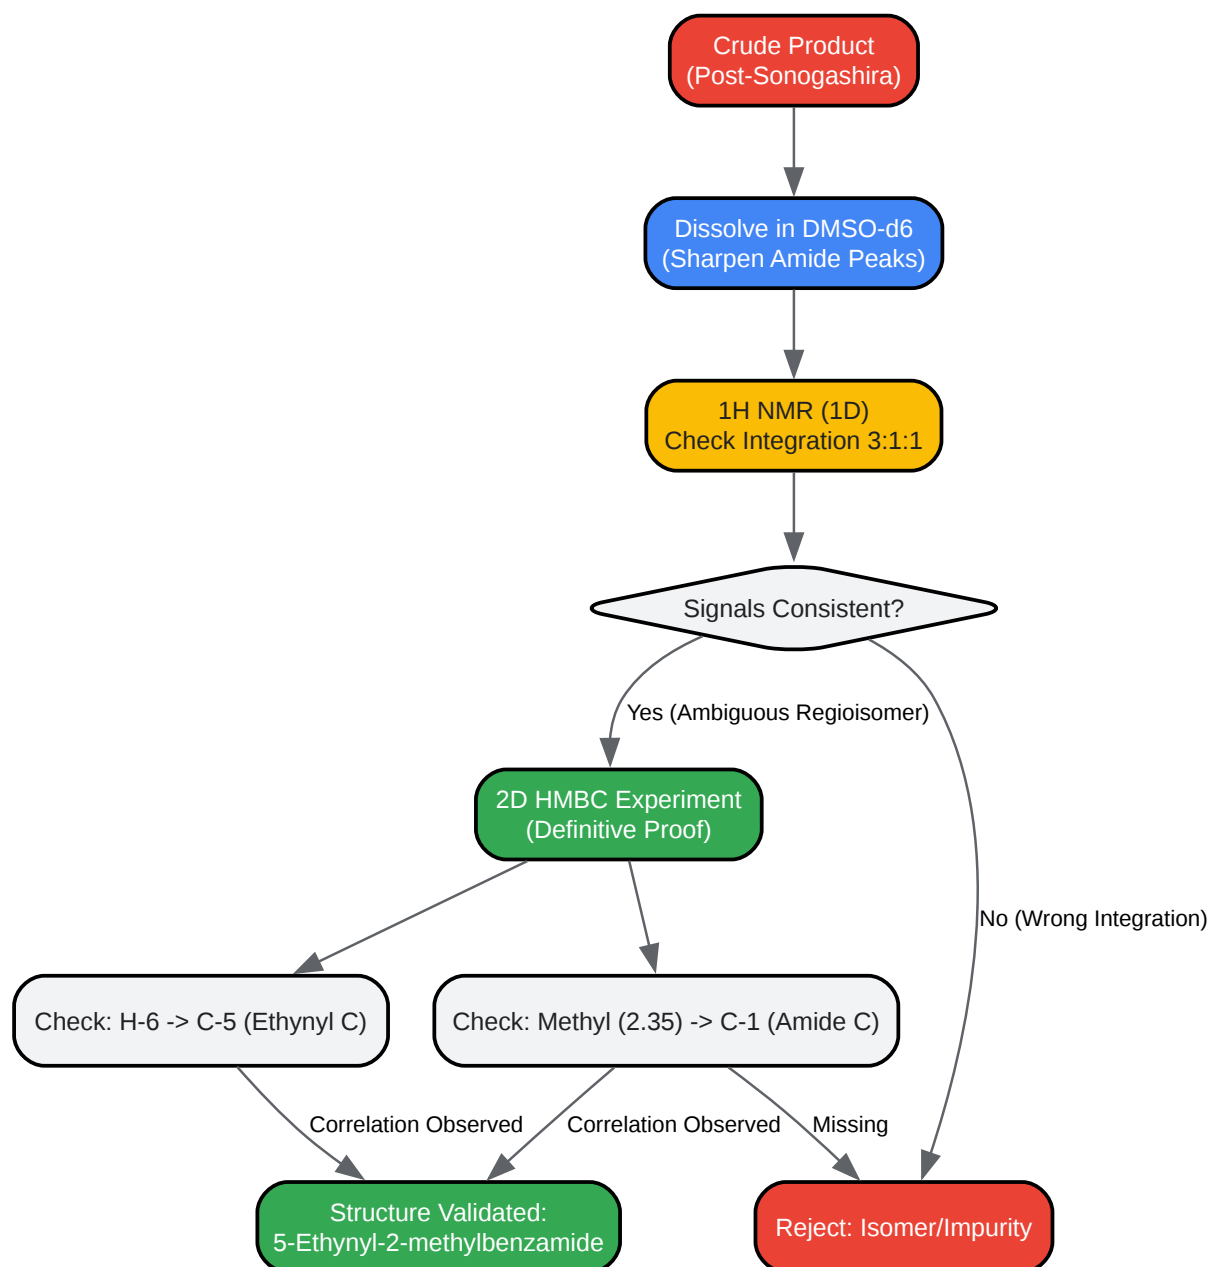 Crude Product
(Post-Sonogashira)
Dissolve in DMSO-d6
(Sharpen Amide Peaks)
1H NMR (1D)
Check Integration 3:1:1
Signals Consistent?
Yes (Ambiguous Regioisomer)
2D HMBC Experiment
(Definitive Proof)
No (Wrong Integration)
Check: H-6 -> C-5 (Ethynyl C)
Check: Methyl (2.35) -> C-1 (Amide C)
Correlation Observed
Correlation Observed
Missing
Structure Validated:
5-Ethynyl-2-methylbenzamide
Reject: Isomer/Impurity